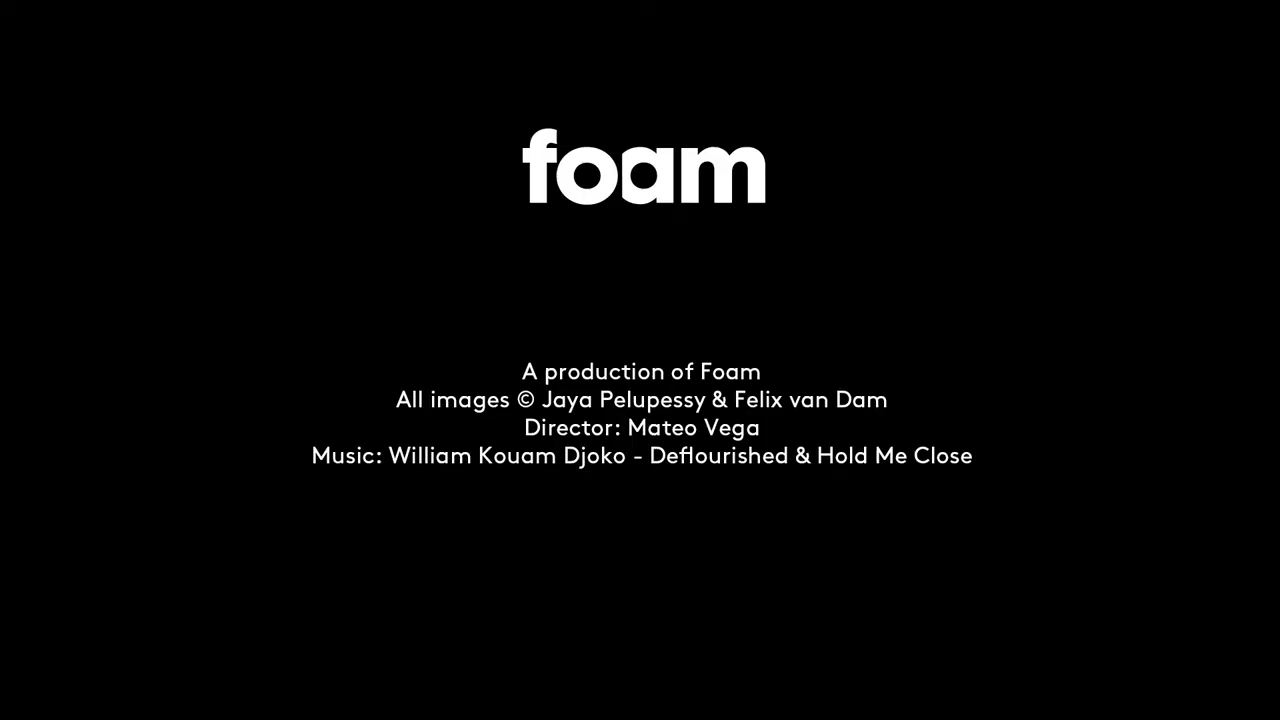 foam
A production of Foam
All images © Jaya Pelupessy & Felix van Dam
Director: Mateo Vega
Music: William Kouam Djoko - Deflourished & Hold Me Close